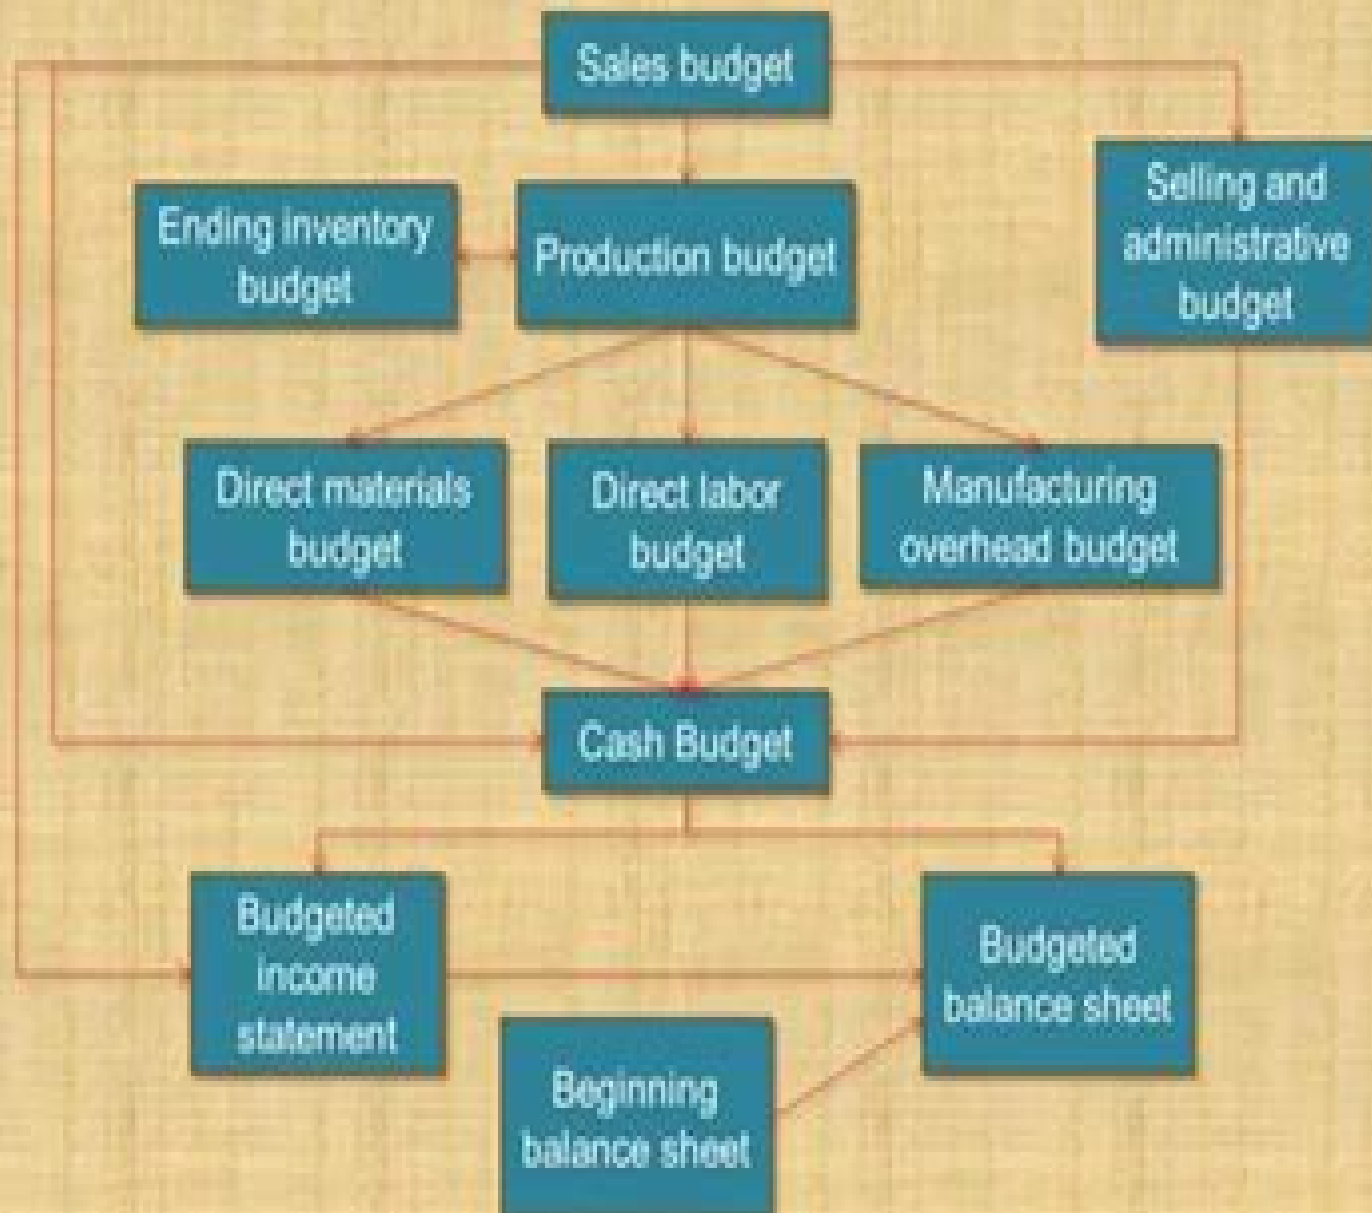 Sales budget
Selling and
administrative
budget
Ending inventory
budget
Production budget
Direct materials
budget
Direct labor
budget
Manufacturing
overhead budget
Cash Budget
Budgeted
income
statement
Budgeted
balance sheet
Beginning
balance sheet